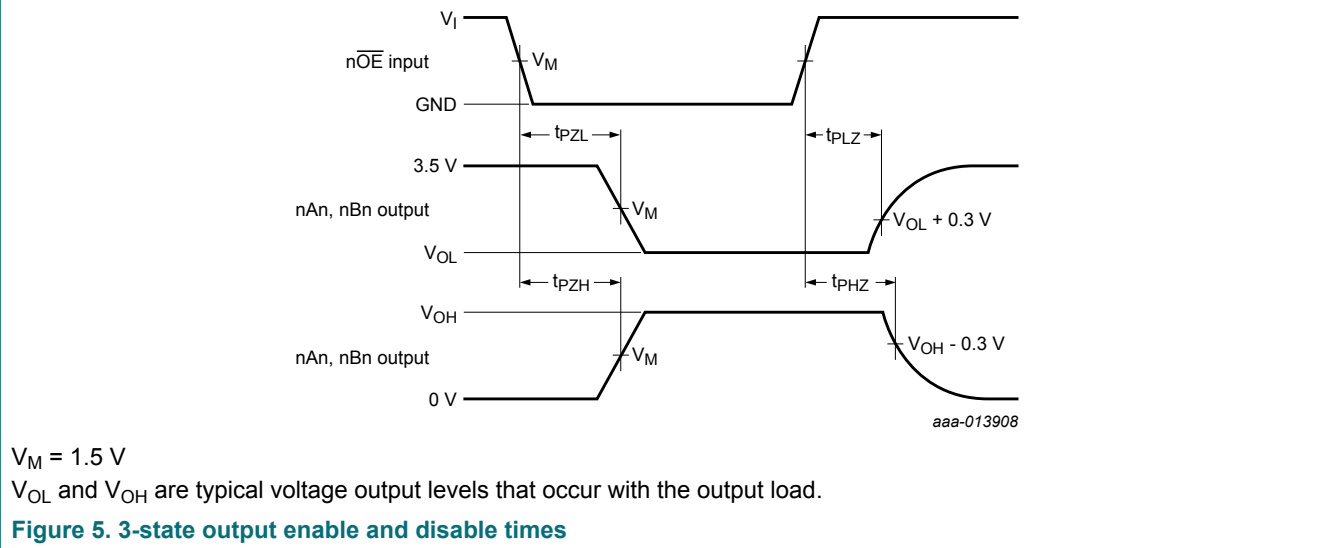 V_I
nO̅E̅ input
V_M
GND
t_PZL
t_PLZ
3.5 V
nAn, nBn output
V_M
V_OL + 0.3 V
V_OL
t_PZH
t_PHZ
V_OH
V_OH - 0.3 V
nAn, nBn output
V_M
0 V
aaa-013908
V_M = 1.5 V
V_OL and V_OH are typical voltage output levels that occur with the output load.
Figure 5. 3-state output enable and disable times